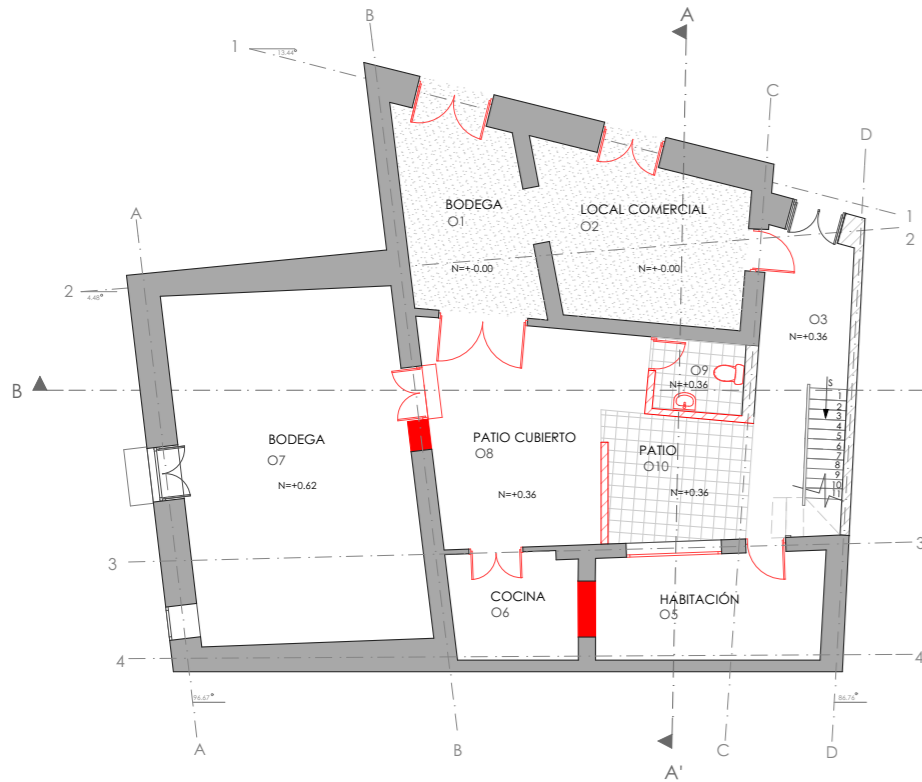 A
B
1
13.44°
C
D
A
1
2
BODEGA
O1
LOCAL COMERCIAL
O2
N=+-0.00
N=+-0.00
2
4.48°
O3
N=+0.36
O9
N=+0.36
B
S
1
2
3
4
5
6
7
8
9
10
11
BODEGA
O7
N=+0.62
PATIO CUBIERTO
O8
N=+0.36
PATIO
O10
N=+0.36
3
3
COCINA
O6
HABITACIÓN
O5
4
4
96.67°
86.76°
A
B
A'
C
D